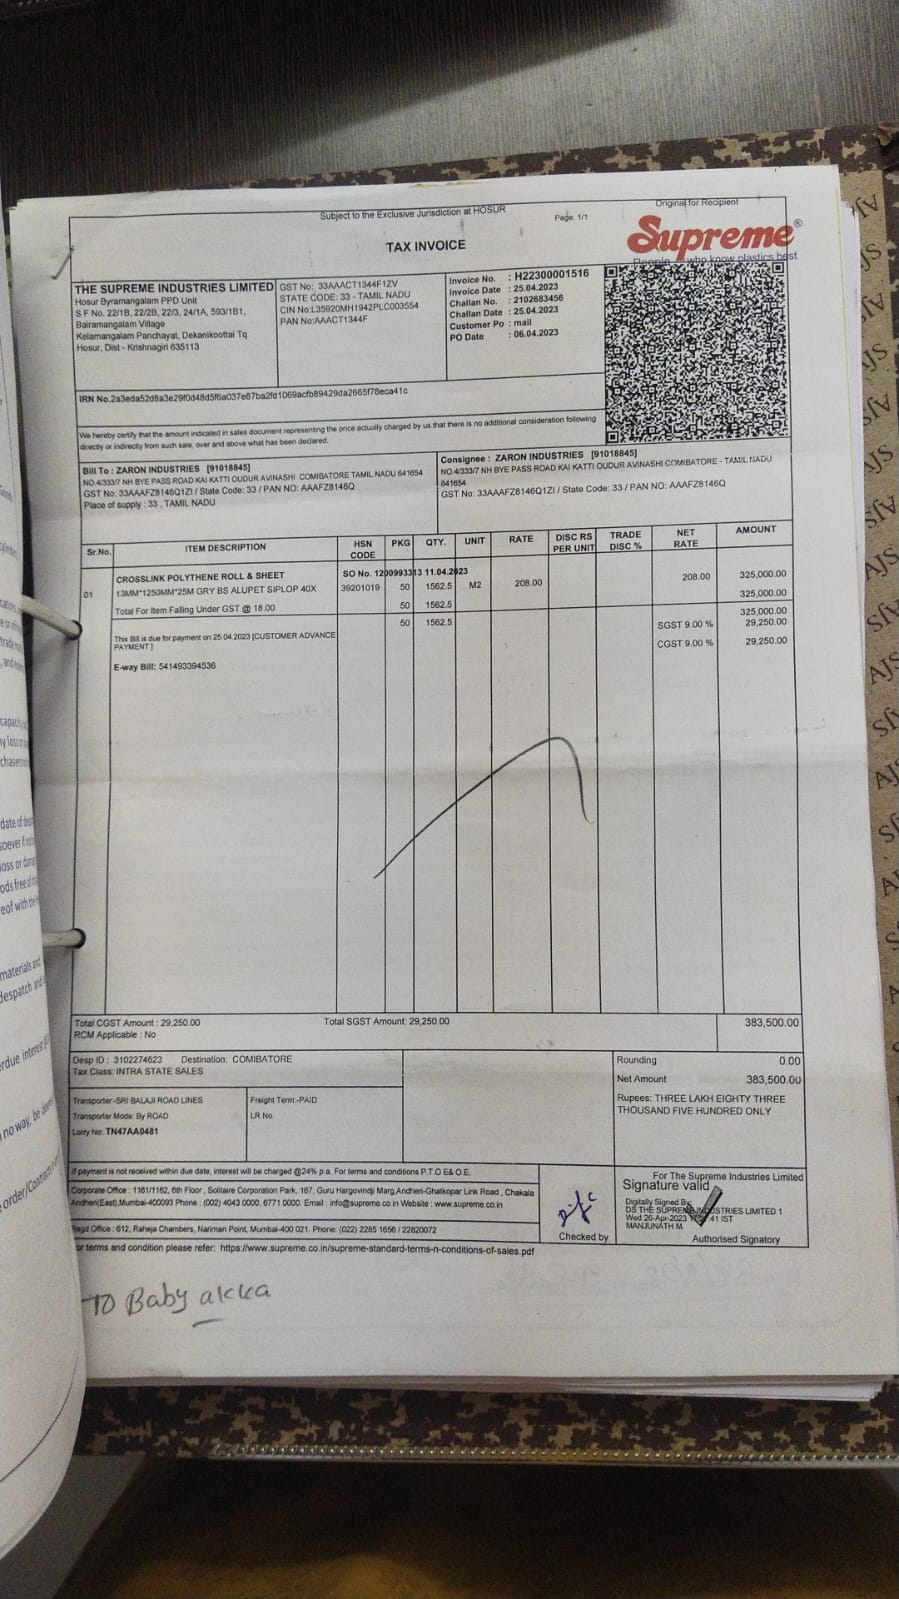 Subject to the Exclusive Jurisdiction at HOSUR
Page: 1/1
Original for Recipient
TAX INVOICE
Supreme®
People who know plastics best
THE SUPREME INDUSTRIES LIMITED
Hosur Byramangalam PPD Unit
S F No. 22/1B, 22/2B, 22/3, 24/1A, 593/1B1,
Bairamangalam Village
Kelamangalam Panchayat, Dekanikoottai Tq
Hosur, Dist - Krishnagiri 635113
GST No: 33AAACT1344F1ZV
STATE CODE: 33 - TAMIL NADU
CIN No:L35920MH1942PLC003554
PAN No:AAACT1344F
Invoice No. : H22300001516
Invoice Date : 25.04.2023
Challan No. : 2102683456
Challan Date : 25.04.2023
Customer Po : mail
PO Date : 06.04.2023
IRN No.2a3eda52d8a3e29f0d48d5f6a037e87ba2fd1069acfb89429da2665f78eca41c
We hereby certify that the amount indicated in sales document representing the price actually charged by us that there is no additional consideration following
directly or indirectly from such sale, over and above what has been declared.
Bill To : ZARON INDUSTRIES [91018845]
NO.4/333/7 NH BYE PASS ROAD KAI KATTI OUDUR AVINASHI COMIBATORE TAMIL NADU 641654
GST No: 33AAAFZ8146Q1ZI / State Code: 33 / PAN NO: AAAFZ8146Q
Place of supply : 33 , TAMIL NADU
Consignee : ZARON INDUSTRIES [91018845]
NO.4/333/7 NH BYE PASS ROAD KAI KATTI OUDUR AVINASHI COMIBATORE - TAMIL NADU
641654
GST No: 33AAAFZ8146Q1ZI / State Code: 33 / PAN NO: AAAFZ8146Q
Sr.No. ITEM DESCRIPTION HSN CODE PKG QTY. UNIT RATE DISC RS PER UNIT TRADE DISC % NET RATE AMOUNT
CROSSLINK POLYTHENE ROLL & SHEET SO No. 1200993313 11.04.2023
01 13MM*1250MM*25M GRY BS ALUPET SIPLOP 40X 39201019 50 1562.5 M2 208.00 208.00 325,000.00
Total For Item Falling Under GST @ 18.00 50 1562.5 325,000.00
50 1562.5 325,000.00
SGST 9.00 % 29,250.00
This Bill is due for payment on 25.04.2023 [CUSTOMER ADVANCE
PAYMENT ]
CGST 9.00 % 29,250.00
E-way Bill: 541493394536
Total CGST Amount : 29,250.00 Total SGST Amount: 29,250.00 383,500.00
RCM Applicable : No
Desp ID : 3102274623 Destination: COMIBATORE
Tax Class: INTRA STATE SALES
Rounding 0.00
Net Amount 383,500.00
Rupees: THREE LAKH EIGHTY THREE
THOUSAND FIVE HUNDRED ONLY
Transporter-SRI BALAJI ROAD LINES
Transporter Mode: By ROAD
Lorry No: TN47AA0481
Freight Term:-PAID
LR No.
If payment is not received within due date, interest will be charged @24% p.a. For terms and conditions P.T.O E& O.E.
Corporate Office : 1161/1162, 6th Floor , Solitaire Corporation Park, 167, Guru Hargovindji Marg,Andheri-Ghatkopar Link Road , Chakala
Andheri(East),Mumbai-400093 Phone : (022) 4043 0000, 6771 0000. Email : info@supreme.co.in Website : www.supreme.co.in
Regd Office : 612, Raheja Chambers, Nariman Point, Mumbai-400 021. Phone: (022) 2285 1656 / 22820072
Checked by
For The Supreme Industries Limited
Signature valid
Digitally Signed By:
DS THE SUPREME INDUSTRIES LIMITED 1
Wed 26-Apr-2023 41 IST
MANJUNATH M
Authorised Signatory
or terms and condition please refer: https://www.supreme.co.in/supreme-standard-terms-n-conditions-of-sales.pdf
TO Baby akka